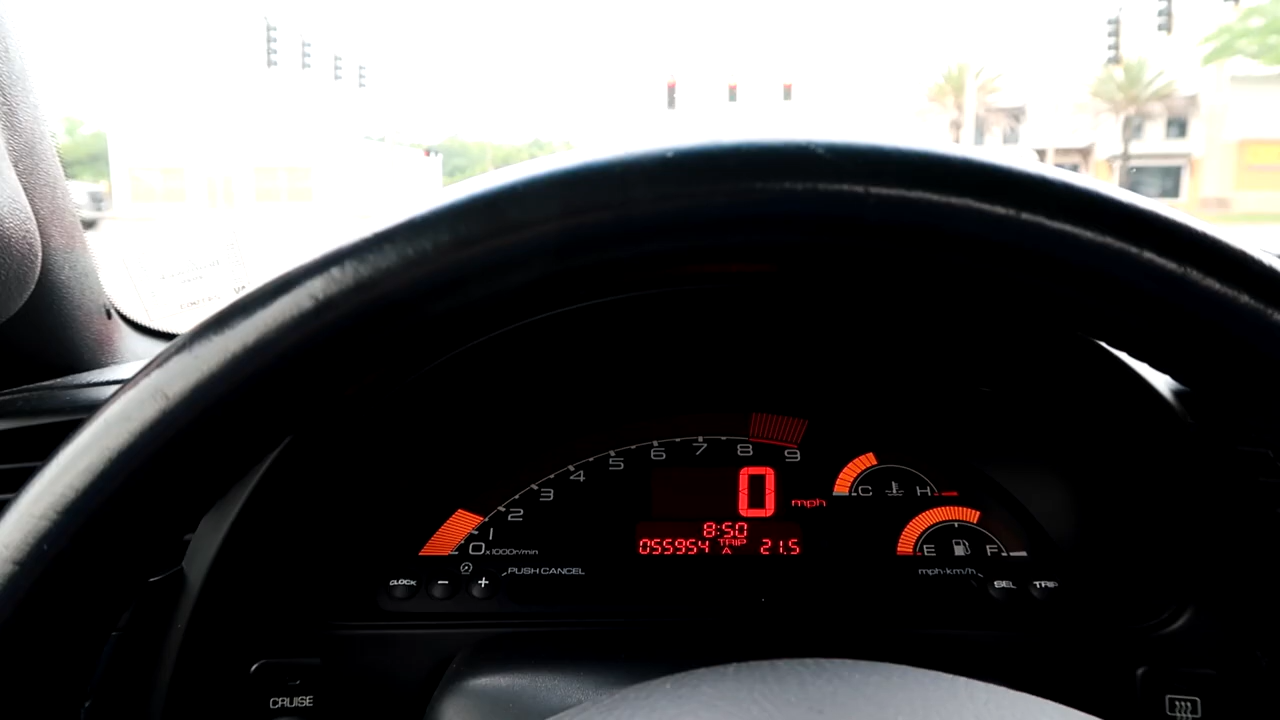 0 1 2 3 4 5 6 7 8 9
x1000r/min
0 mph
8:50
055954 TRIP A 21.5
C H
E F
mph·km/h
CLOCK - +
PUSH CANCEL
SEL TRIP
CRUISE